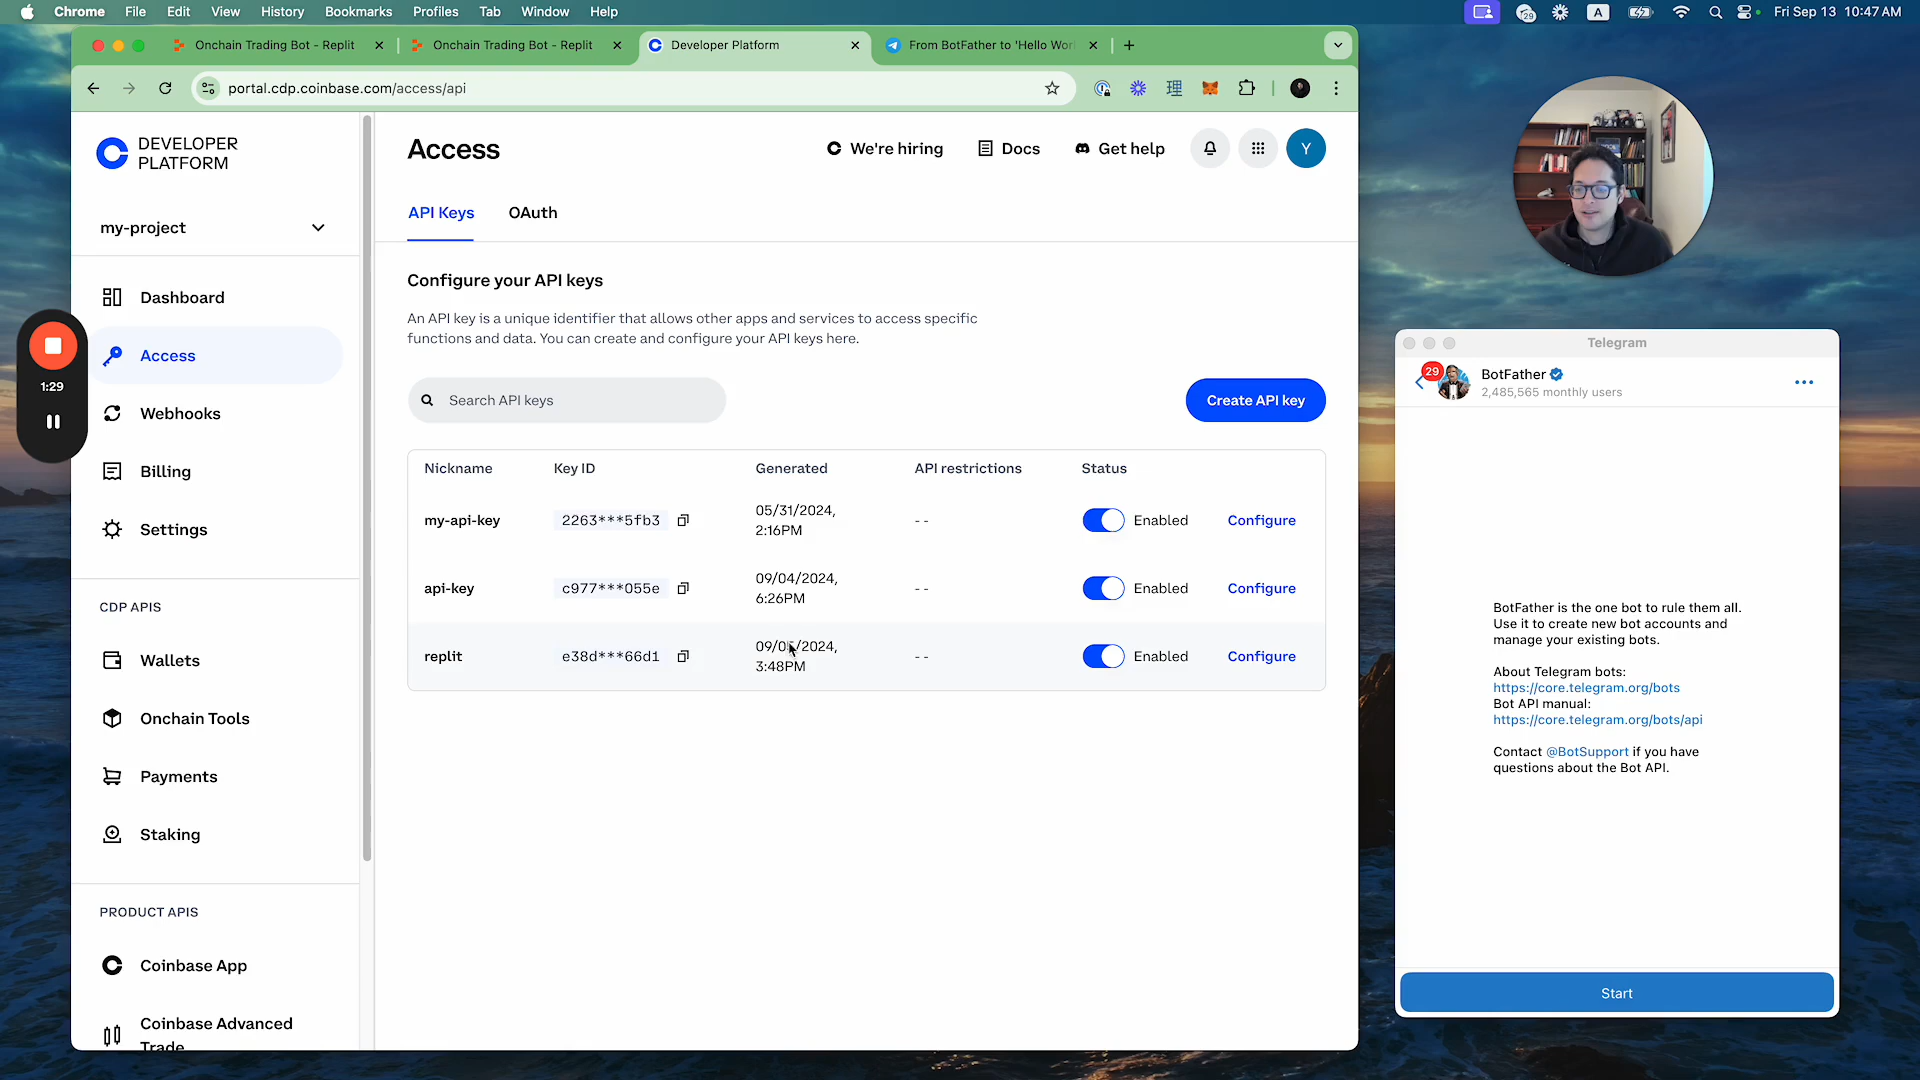 Chrome File Edit View History Bookmarks Profiles Tab Window Help
29 A Fri Sep 13 10:47AM
Onchain Trading Bot - Replit
Onchain Trading Bot - Replit
Developer Platform
From BotFather to 'Hello Wor
portal.cdp.coinbase.com/access/api
DEVELOPER
PLATFORM
my-project
Dashboard
Access
Webhooks
Billing
Settings
CDP APIS
Wallets
Onchain Tools
Payments
Staking
PRODUCT APIS
Coinbase App
Coinbase Advanced
Trade
1:29
Access
We're hiring
Docs
Get help
Y
API Keys
OAuth
Configure your API keys
An API key is a unique identifier that allows other apps and services to access specific
functions and data. You can create and configure your API keys here.
Search API keys
Create API key
Nickname Key ID Generated API restrictions Status
my-api-key 2263***5fb3 05/31/2024, 2:16PM -- Enabled Configure
api-key c977***055e 09/04/2024, 6:26PM -- Enabled Configure
replit e38d***66d1 3:48PM -- Enabled Configure
Telegram
29
BotFather
2,485,565 monthly users
BotFather is the one bot to rule them all.
Use it to create new bot accounts and
manage your existing bots.
About Telegram bots:
https://core.telegram.org/bots
Bot API manual:
https://core.telegram.org/bots/api
Contact @BotSupport if you have
questions about the Bot API.
Start